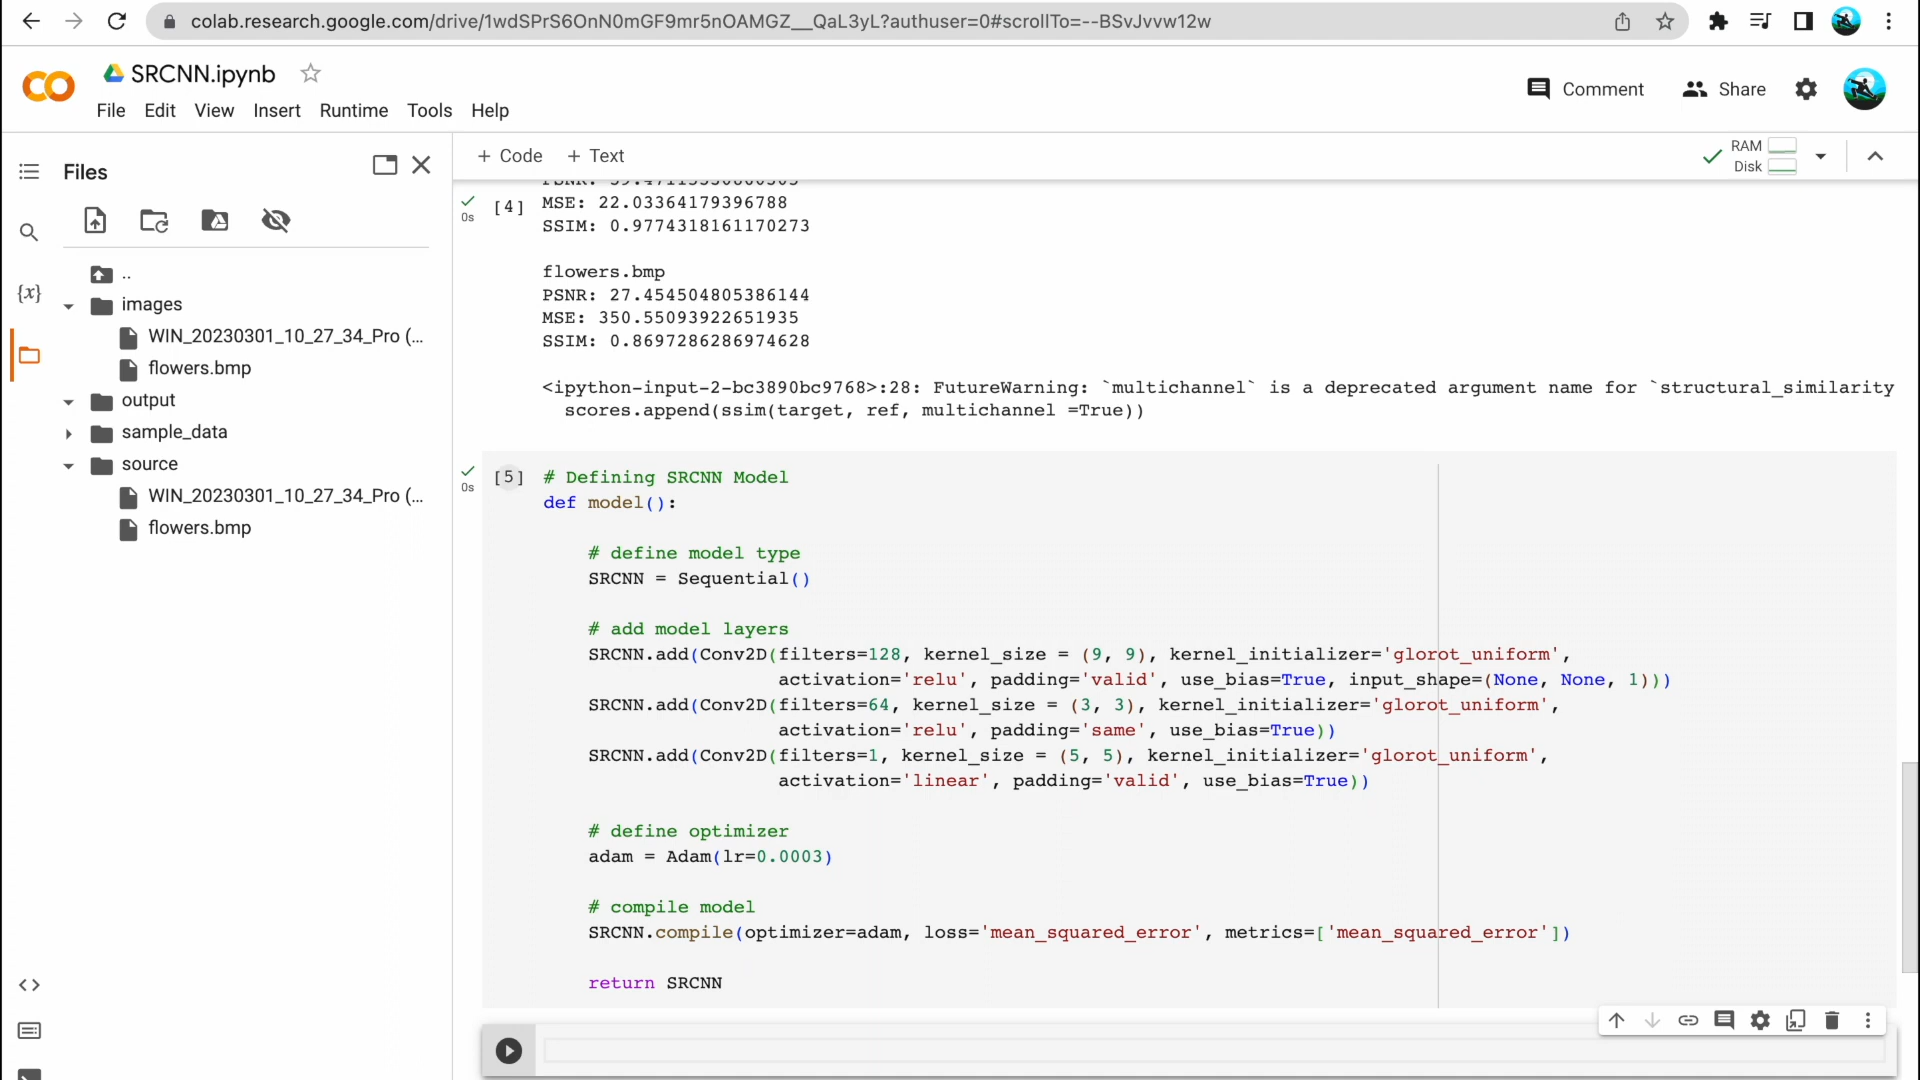 colab.research.google.com/drive/1wdSPrS6OnN0mGF9mr5nOAMGZ__QaL3yL?authuser=0#scrollTo=--BSvJvvw12w
SRCNN.ipynb
File Edit View Insert Runtime Tools Help
Comment
Share
Files
+ Code + Text
RAM
Disk
..
images
WIN_20230301_10_27_34_Pro (...
flowers.bmp
output
sample_data
source
WIN_20230301_10_27_34_Pro (...
flowers.bmp
{x}
0s
[4]
MSE: 22.03364179396788
SSIM: 0.9774318161170273
flowers.bmp
PSNR: 27.454504805386144
MSE: 350.55093922651935
SSIM: 0.8697286286974628
<ipython-input-2-bc3890bc9768>:28: FutureWarning: `multichannel` is a deprecated argument name for `structural_similarity
scores.append(ssim(target, ref, multichannel =True))
0s
[5] # Defining SRCNN Model
def model():
# define model type
SRCNN = Sequential()
# add model layers
SRCNN.add(Conv2D(filters=128, kernel_size = (9, 9), kernel_initializer='glorot_uniform',
activation='relu', padding='valid', use_bias=True, input_shape=(None, None, 1)))
SRCNN.add(Conv2D(filters=64, kernel_size = (3, 3), kernel_initializer='glorot_uniform',
activation='relu', padding='same', use_bias=True))
SRCNN.add(Conv2D(filters=1, kernel_size = (5, 5), kernel_initializer='glorot_uniform',
activation='linear', padding='valid', use_bias=True))
# define optimizer
adam = Adam(lr=0.0003)
# compile model
SRCNN.compile(optimizer=adam, loss='mean_squared_error', metrics=['mean_squared_error'])
return SRCNN